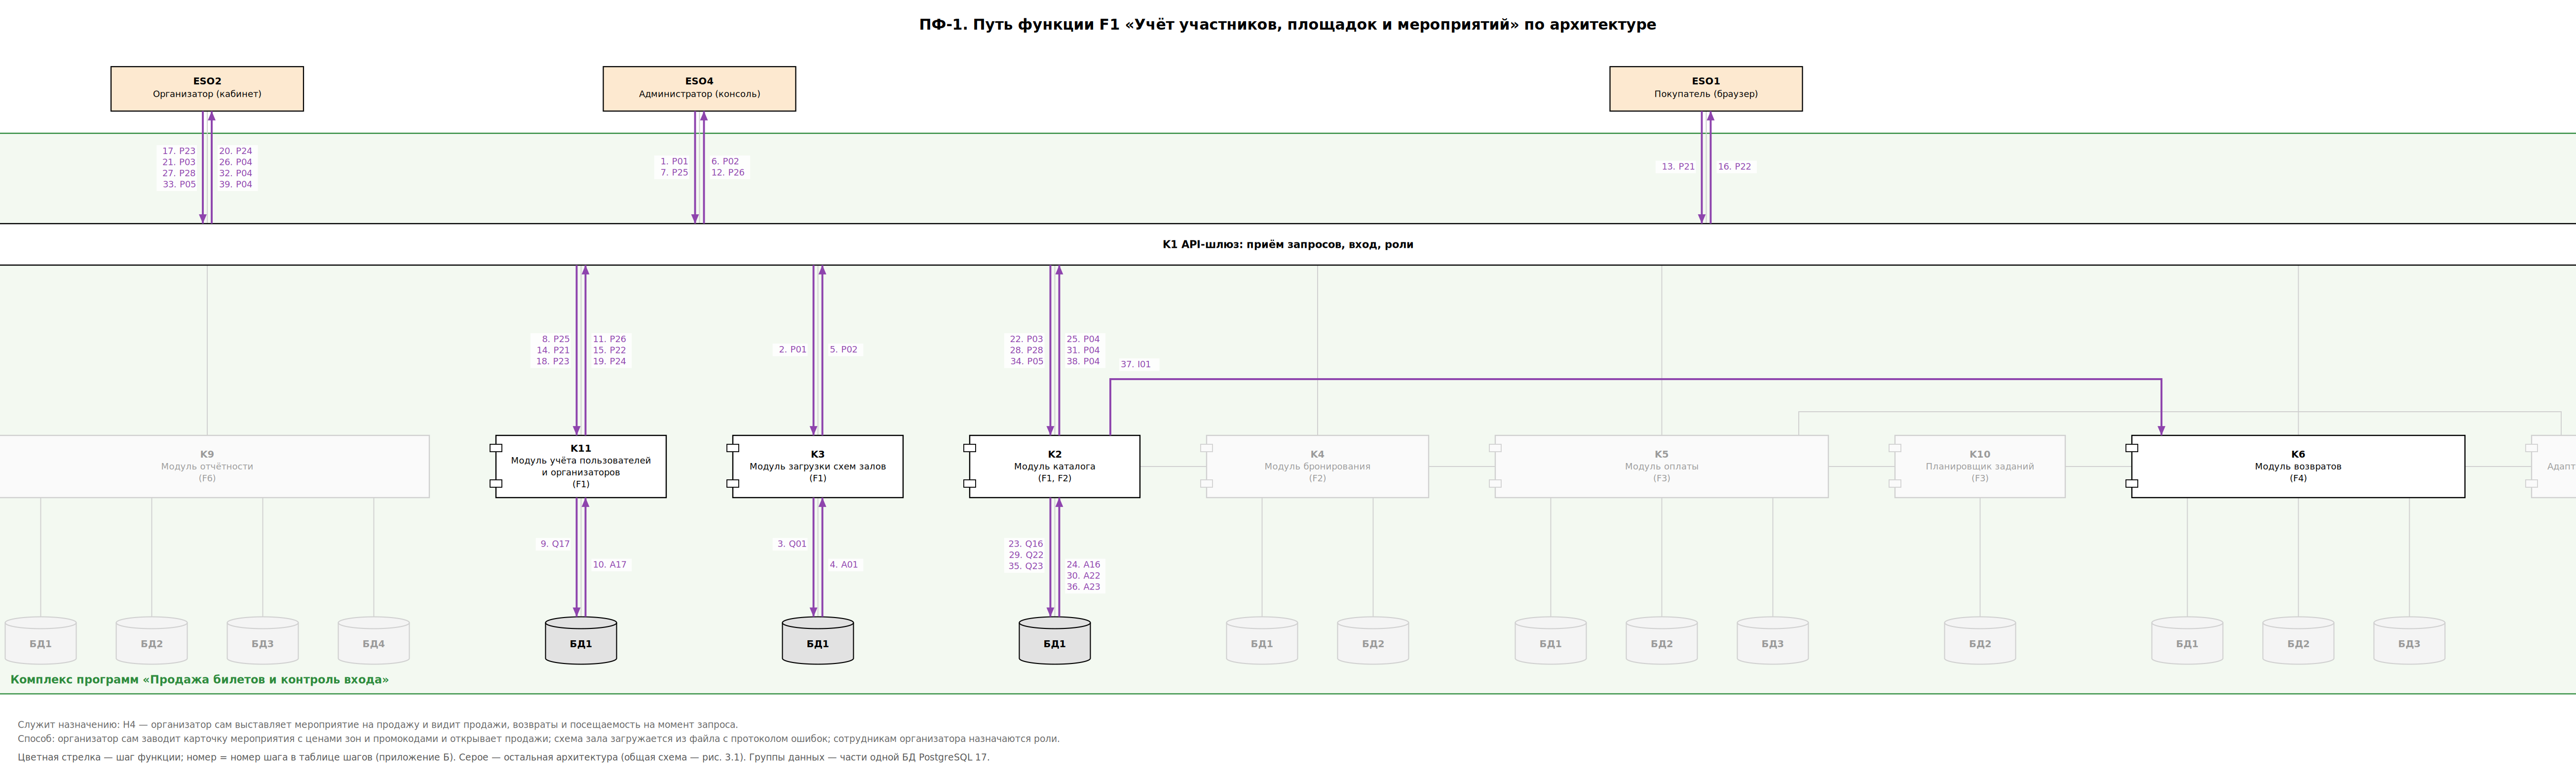 ПФ-1. Путь функции F1 «Учёт участников, площадок и мероприятий» по архитектуре
ESO2
Организатор (кабинет)
ESO4
Администратор (консоль)
ESO1
Покупатель (браузер)
17. P23
21. P03
27. P28
33. P05
20. P24
26. P04
32. P04
39. P04
1. P01
7. P25
6. P02
12. P26
13. P21
16. P22
К1 API-шлюз: приём запросов, вход, роли
8. P25
14. P21
18. P23
11. P26
15. P22
19. P24
2. P01
5. P02
22. P03
28. P28
34. P05
25. P04
31. P04
38. P04
37. I01
К9
Модуль отчётности
(F6)
К11
Модуль учёта пользователей
и организаторов
(F1)
К3
Модуль загрузки схем залов
(F1)
К2
Модуль каталога
(F1, F2)
К4
Модуль бронирования
(F2)
К5
Модуль оплаты
(F3)
К10
Планировщик заданий
(F3)
К6
Модуль возвратов
(F4)
Адапт
9. Q17
10. A17
3. Q01
4. A01
23. Q16
29. Q22
35. Q23
24. A16
30. A22
36. A23
БД1
БД2
БД3
БД4
БД1
БД1
БД1
БД1
БД2
БД1
БД2
БД3
БД2
БД1
БД2
БД3
Комплекс программ «Продажа билетов и контроль входа»
Служит назначению: Н4 — организатор сам выставляет мероприятие на продажу и видит продажи, возвраты и посещаемость на момент запроса.
Способ: организатор сам заводит карточку мероприятия с ценами зон и промокодами и открывает продажи; схема зала загружается из файла с протоколом ошибок; сотрудникам организатора назначаются роли.
Цветная стрелка — шаг функции; номер = номер шага в таблице шагов (приложение Б). Серое — остальная архитектура (общая схема — рис. 3.1). Группы данных — части одной БД PostgreSQL 17.